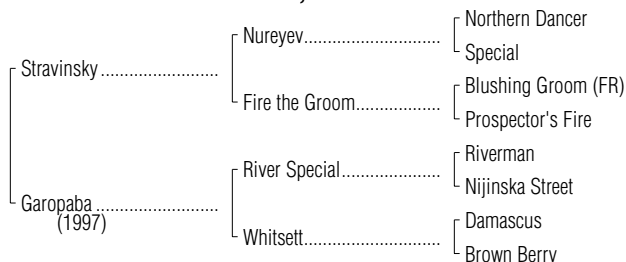 Northern Dancer
Nureyev
Special
Stravinsky
Blushing Groom (FR)
Fire the Groom
Prospector's Fire
Riverman
River Special
Nijinska Street
Garopaba
(1997)
Damascus
Whitsett
Brown Berry